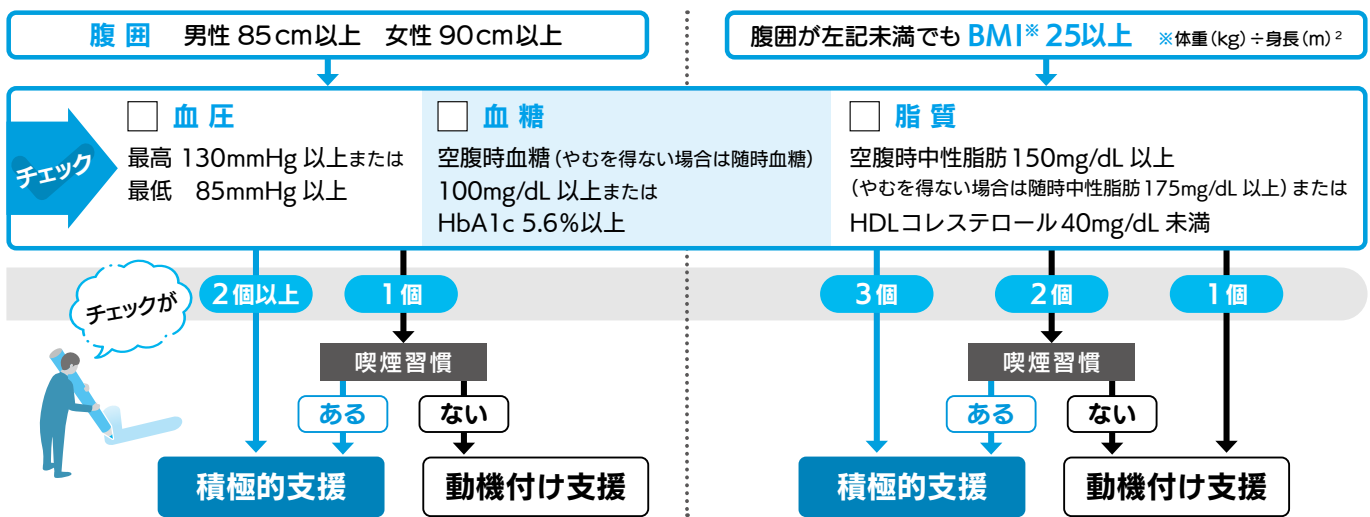 腹囲 男性 85cm以上 女性 90cm以上
腹囲が左記未満でも BMI※ 25以上 ※体重(kg)÷身長(m)²
チェック
□ 血圧
最高 130mmHg 以上または
最低 85mmHg 以上
□ 血糖
空腹時血糖(やむを得ない場合は随時血糖)
100mg/dL 以上または
HbA1c 5.6%以上
□ 脂質
空腹時中性脂肪 150mg/dL 以上
(やむを得ない場合は随時中性脂肪 175mg/dL 以上)または
HDLコレステロール 40mg/dL 未満
チェックが
2個以上
1個
喫煙習慣
ある
ない
積極的支援
動機付け支援
3個
2個
1個
喫煙習慣
ある
ない
積極的支援
動機付け支援